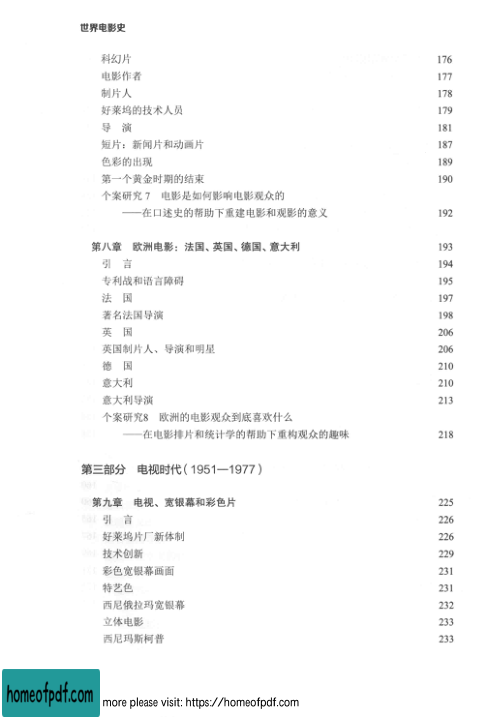 世界电影史
科幻片 176
电影作者 177
制片人 178
好莱坞的技术人员 179
导 演 181
短片：新闻片和动画片 187
色彩的出现 189
第一个黄金时期的结束 190
个案研究 7 电影是如何影响电影观众的
——在口述史的帮助下重建电影和观影的意义 192
第八章 欧洲电影：法国、英国、德国、意大利 193
引 言 194
专利战和语言障碍 195
法 国 197
著名法国导演 198
英 国 206
英国制片人、导演和明星 206
德 国 210
意大利 210
意大利导演 213
个案研究8 欧洲的电影观众到底喜欢什么
——在电影排片和统计学的帮助下重构观众的趣味 218
第三部分 电视时代（1951—1977）
第九章 电视、宽银幕和彩色片 225
引 言 226
好莱坞片厂新体制 226
技术创新 229
彩色宽银幕画面 231
特艺色 231
西尼俄拉玛宽银幕 232
立体电影 233
西尼玛斯柯普 233
homeofpdf.com more please visit: https://homeofpdf.com